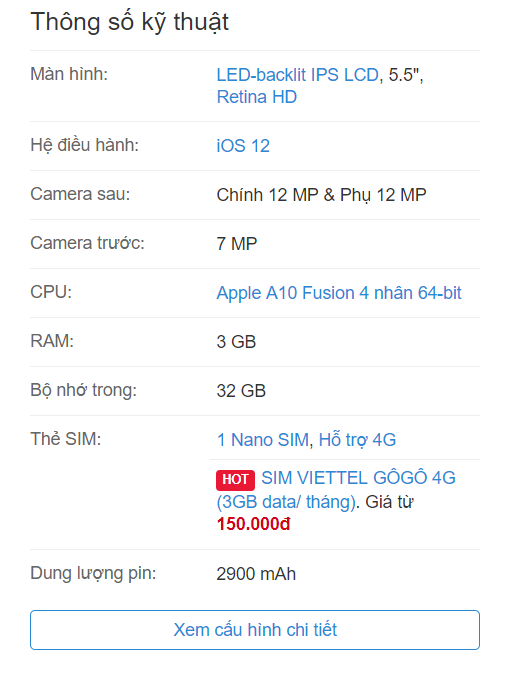 Thông số kỹ thuật
Màn hình: LED-backlit IPS LCD, 5.5",
Retina HD
Hệ điều hành: iOS 12
Camera sau: Chính 12 MP & Phụ 12 MP
Camera trước: 7 MP
CPU: Apple A10 Fusion 4 nhân 64-bit
RAM: 3 GB
Bộ nhớ trong: 32 GB
Thẻ SIM: 1 Nano SIM, Hỗ trợ 4G
HOT SIM VIETTEL GÔGÔ 4G
(3GB data/ tháng). Giá từ
150.000đ
Dung lượng pin: 2900 mAh
Xem cấu hình chi tiết